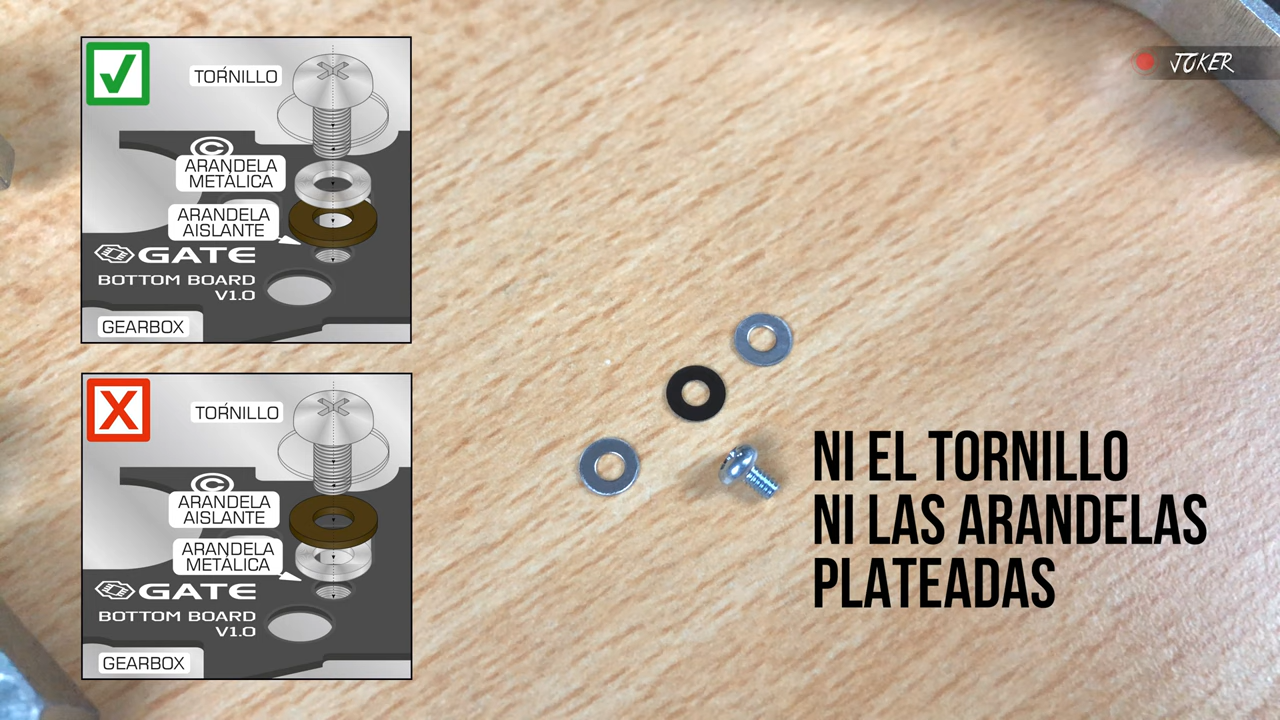 TORNILLO
ARANDELA
METÁLICA
ARANDELA
AISLANTE
GATE
BOTTOM BOARD
V1.0
GEARBOX
X
TORNILLO
ARANDELA
AISLANTE
ARANDELA
METÁLICA
GATE
BOTTOM BOARD
V1.0
GEARBOX
JOKER
NI EL TORNILLO
NI LAS ARANDELAS
PLATEADAS